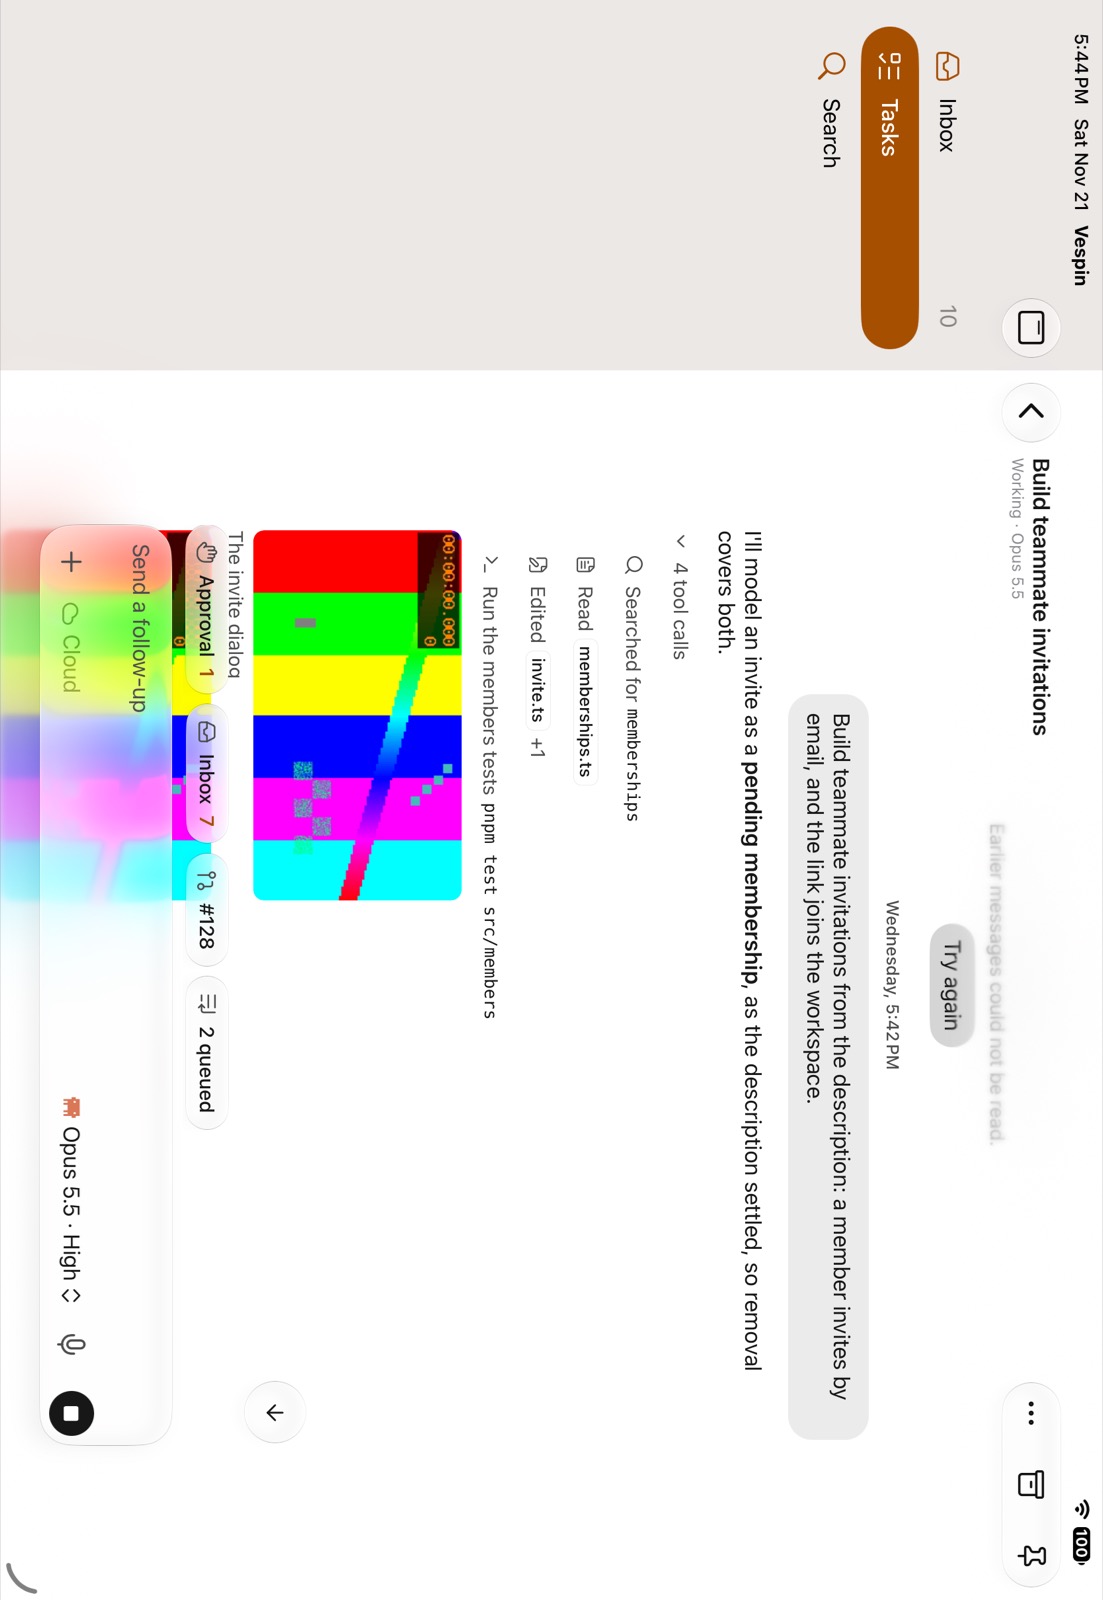 5:44 PM Sat Nov 21 Vespin
100
Inbox 10
Tasks
Search
Build teammate invitations
Working · Opus 5.5
Earlier messages could not be read.
Try again
Wednesday, 5:42 PM
Build teammate invitations from the description: a member invites by
email, and the link joins the workspace.
I'll model an invite as a pending membership, as the description settled, so removal
covers both.
4 tool calls
Searched for memberships
Read memberships.ts
Edited invite.ts +1
Run the members tests pnpm test src/members
00:00:00.000
0
The invite dialog
Approval 1 Inbox 7 #128 2 queued
0
Send a follow-up
Cloud Opus 5.5 · High